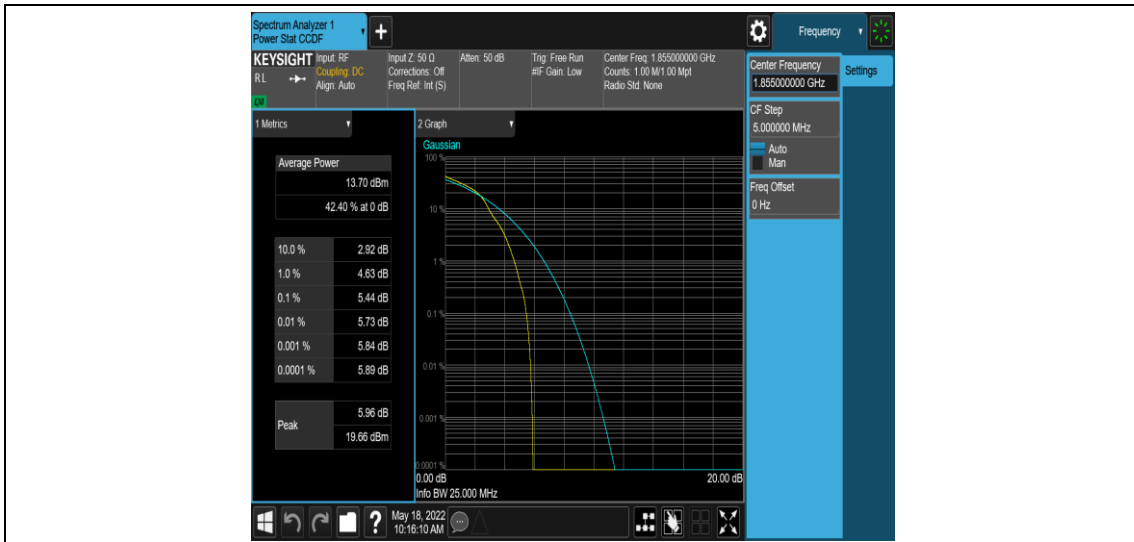 Spectrum Analyzer 1
Power Stat CCDF
+
Frequency
KEYSIGHT
RL
LXI
Input: RF
Coupling: DC
Align: Auto
Input Z: 50 Ω
Corrections: Off
Freq Ref: Int (S)
Atten: 50 dB
Trig: Free Run
#IF Gain: Low
Center Freq: 1.855000000 GHz
Counts: 1.00 M/1.00 Mpt
Radio Std: None
Center Frequency
1.855000000 GHz
Settings
CF Step
5.000000 MHz
Auto
Man
Freq Offset
0 Hz
1 Metrics
Average Power
13.70 dBm
42.40 % at 0 dB
10.0 % 2.92 dB
1.0 % 4.63 dB
0.1 % 5.44 dB
0.01 % 5.73 dB
0.001 % 5.84 dB
0.0001 % 5.89 dB
Peak
5.96 dB
19.66 dBm
2 Graph
Gaussian
100 %
10 %
1 %
0.1 %
0.01 %
0.001 %
0.0001 %
0.00 dB 20.00 dB
Info BW 25.000 MHz
?
May 18, 2022
10:16:10 AM